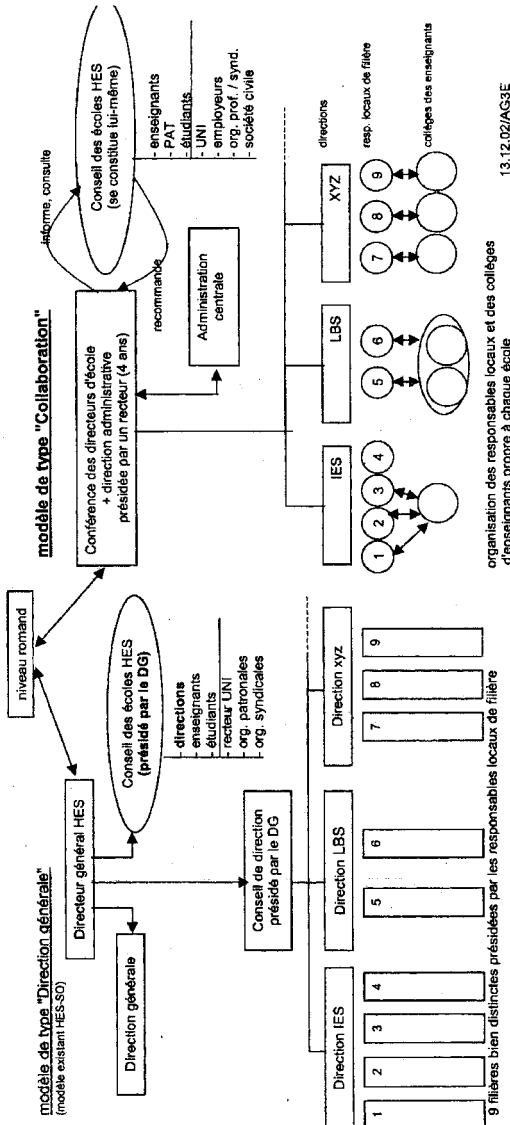 modèle de type "Direction générale"
(modèle existant HES-SO)
niveau romand
Directeur général HES
Direction générale
Conseil des écoles HES
(présidé par le DG)
- directions
- enseignants
- étudiants
- recteur UNI
- org. patronales
- org. syndicales
Conseil de direction
présidé par le DG
Direction IES
Direction LBS
Direction xyz
1
2
3
4
5
6
7
8
9
9 filières bien distinctes présidées par les responsables locaux de filière
modèle de type "Collaboration"
Conférence des directeurs d'école
+ direction administrative
présidée par un recteur (4 ans)
informe, consulte
recommande
Conseil des écoles HES
(se constitue lui-même)
- enseignants
- PAT
étudiants
- UNI
- employeurs
- org. prof. / synd.
- société civile
Administration
centrale
IES
LBS
XYZ
directions
1
2
3
4
5
6
7
8
9
resp. locaux de filière
collèges des enseignants
organisation des responsables locaux et des collèges
d'enseignants propre à chaque école
13.12.02/AG3E